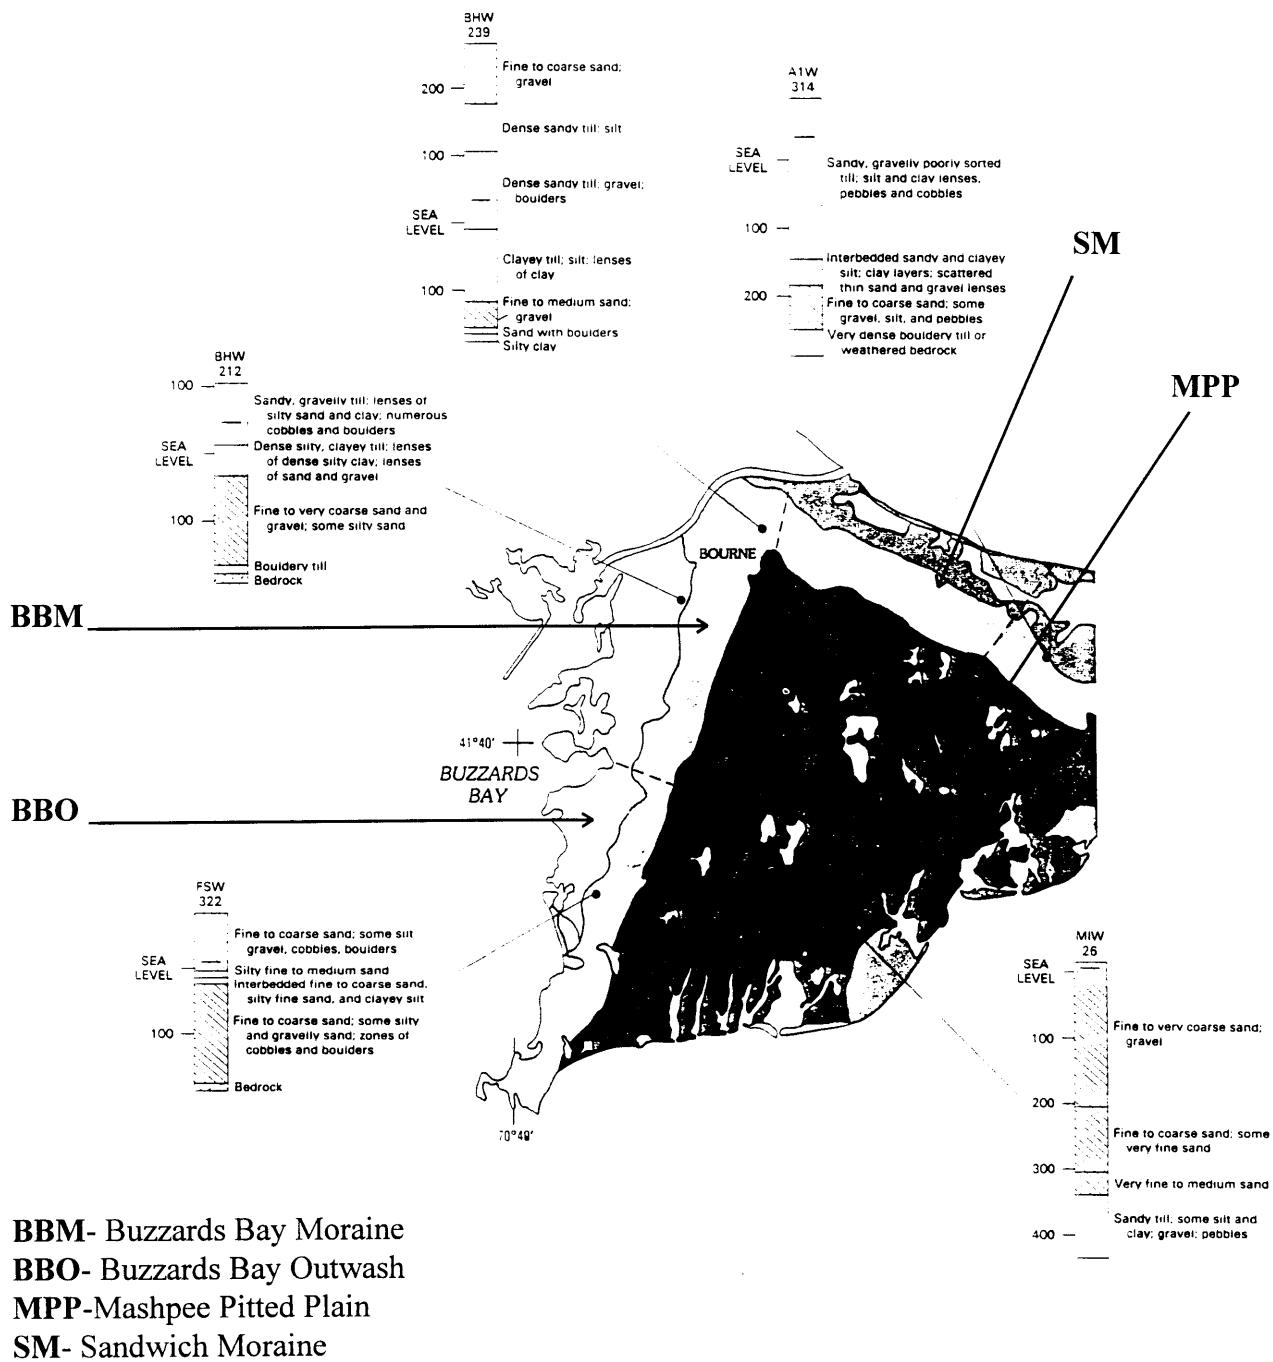 BHW
239
200
Fine to coarse sand;
gravel
Dense sandy till; silt
100
Dense sandy till; gravel;
boulders
SEA
LEVEL
Clayey till; silt; lenses
of clay
100
Fine to medium sand;
gravel
Sand with boulders
Silty clay
A1W
314
SEA
LEVEL
Sandy, gravelly poorly sorted
till; silt and clay lenses,
pebbles and cobbles
100
Interbedded sandy and clayey
silt; clay layers; scattered
thin sand and gravel lenses
200
Fine to coarse sand; some
gravel, silt, and pebbles
Very dense bouldery till or
weathered bedrock
SM
MPP
BHW
212
100
Sandy, gravelly till; lenses of
silty sand and clay; numerous
cobbles and boulders
SEA
LEVEL
Dense silty, clayey till; lenses
of dense silty clay; lenses
of sand and gravel
100
Fine to very coarse sand and
gravel; some silty sand
Bouldery till
Bedrock
BOURNE
BBM
41°40'
BUZZARDS
BAY
BBO
FSW
322
Fine to coarse sand; some silt
gravel, cobbles, boulders
SEA
LEVEL
Silty fine to medium sand
Interbedded fine to coarse sand,
silty fine sand, and clayey silt
100
Fine to coarse sand; some silty
and gravelly sand; zones of
cobbles and boulders
Bedrock
70°40'
MIW
26
SEA
LEVEL
100
Fine to very coarse sand;
gravel
200
Fine to coarse sand; some
very fine sand
300
Very fine to medium sand
400
Sandy till; some silt and
clay; gravel; pebbles
BBM- Buzzards Bay Moraine
BBO- Buzzards Bay Outwash
MPP-Mashpee Pitted Plain
SM- Sandwich Moraine